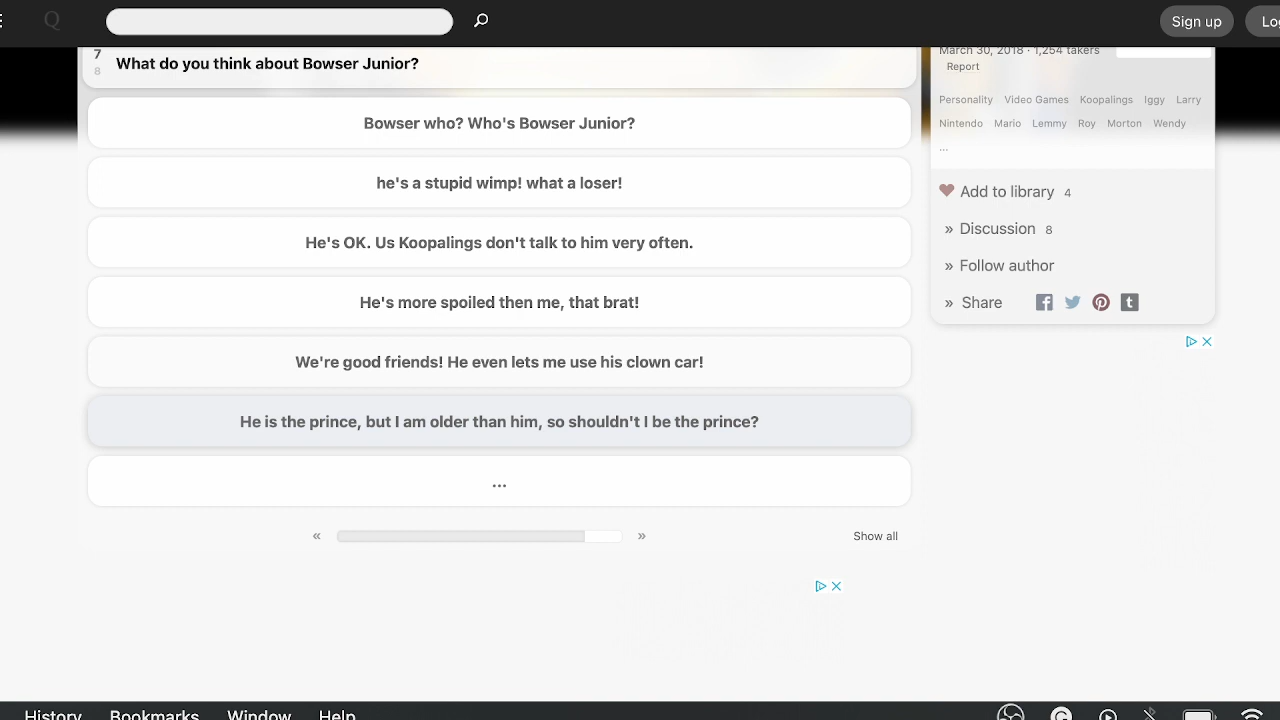 Q
Sign up
7
8
What do you think about Bowser Junior?
Bowser who? Who's Bowser Junior?
he's a stupid wimp! what a loser!
He's OK. Us Koopalings don't talk to him very often.
He's more spoiled then me, that brat!
We're good friends! He even lets me use his clown car!
He is the prince, but I am older than him, so shouldn't I be the prince?
...
« » Show all
March 30, 2018 · 1,254 takers
Report
Personality Video Games Koopalings Iggy Larry
Nintendo Mario Lemmy Roy Morton Wendy
...
Add to library 4
» Discussion 8
» Follow author
» Share
History Bookmarks Window Help